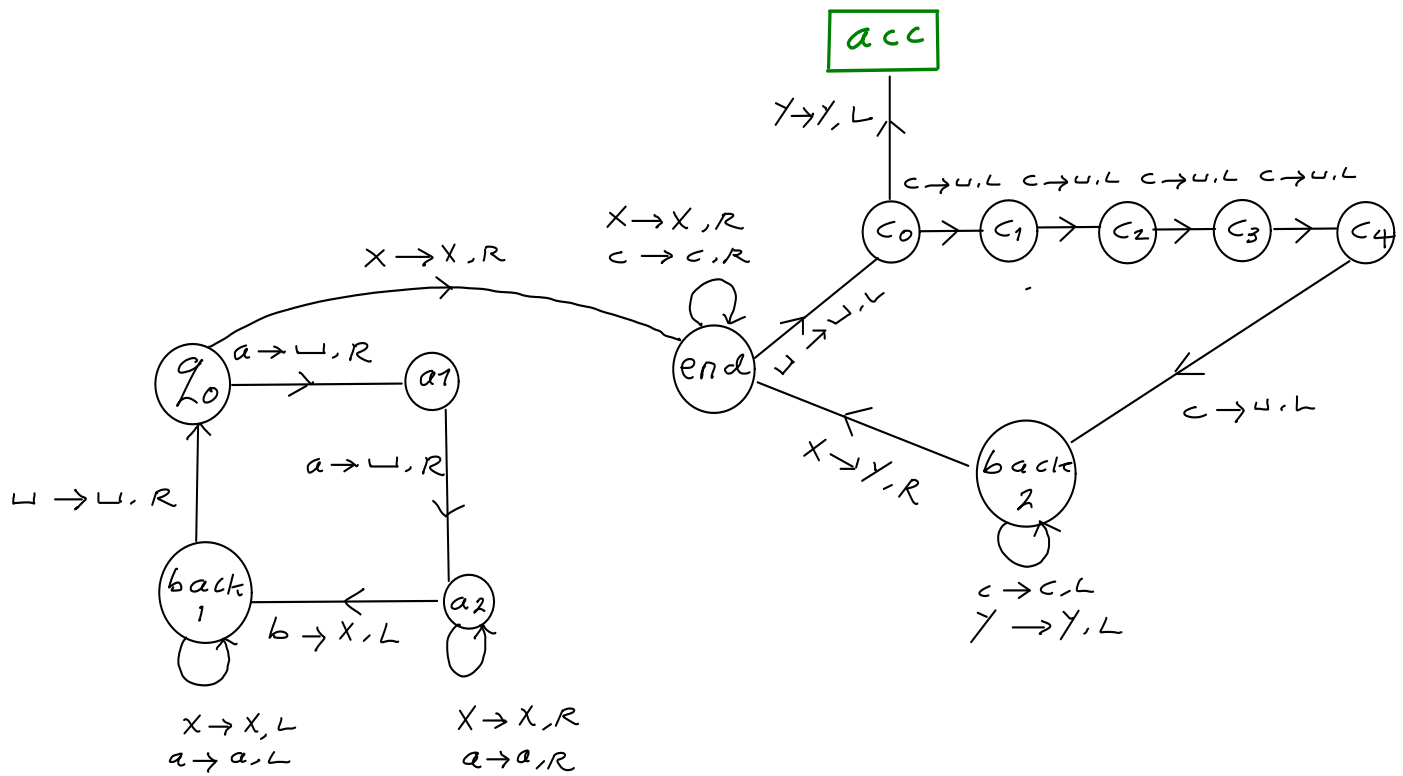 acc
Y→Y, L
c→⊔, L c→⊔, L c→⊔, L c→⊔, L
X→X, R
c→c, R
c0 c1 c2 c3 c4
X→X, R
⊔→⊔, L
a→⊔, R
q0 a1 end
c→⊔, L
a→⊔, R
X→Y, R
back
2
⊔→⊔, R
back
1
a2
b→X, L
c→c, L
Y→Y, L
X→X, L
a→a, L
X→X, R
a→a, R